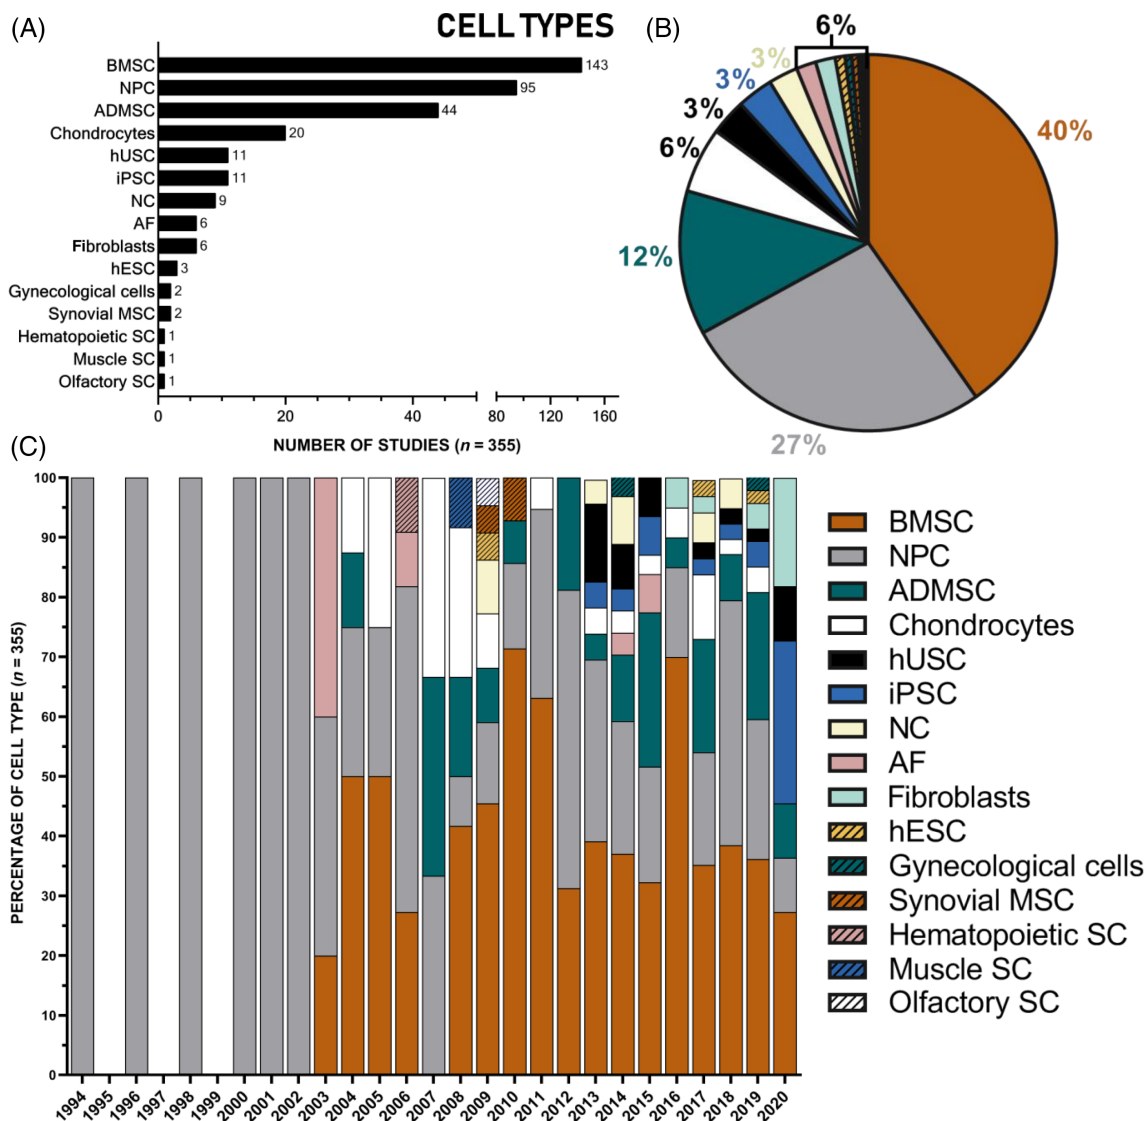 (A)
CELL TYPES
BMSC 143
NPC 95
ADMSC 44
Chondrocytes 20
hUSC 11
iPSC 11
NC 9
AF 6
Fibroblasts 6
hESC 3
Gynecological cells 2
Synovial MSC 2
Hematopoietic SC 1
Muscle SC 1
Olfactory SC 1
0 20 40 80 120 160
NUMBER OF STUDIES (n = 355)
(B)
6%
3%
3%
3%
6%
12%
40%
27%
(C)
PERCENTAGE OF CELL TYPE (n = 355)
100
90
80
70
60
50
40
30
20
10
0
1994 1995 1996 1997 1998 1999 2000 2001 2002 2003 2004 2005 2006 2007 2008 2009 2010 2011 2012 2013 2014 2015 2016 2017 2018 2019 2020
BMSC
NPC
ADMSC
Chondrocytes
hUSC
iPSC
NC
AF
Fibroblasts
hESC
Gynecological cells
Synovial MSC
Hematopoietic SC
Muscle SC
Olfactory SC